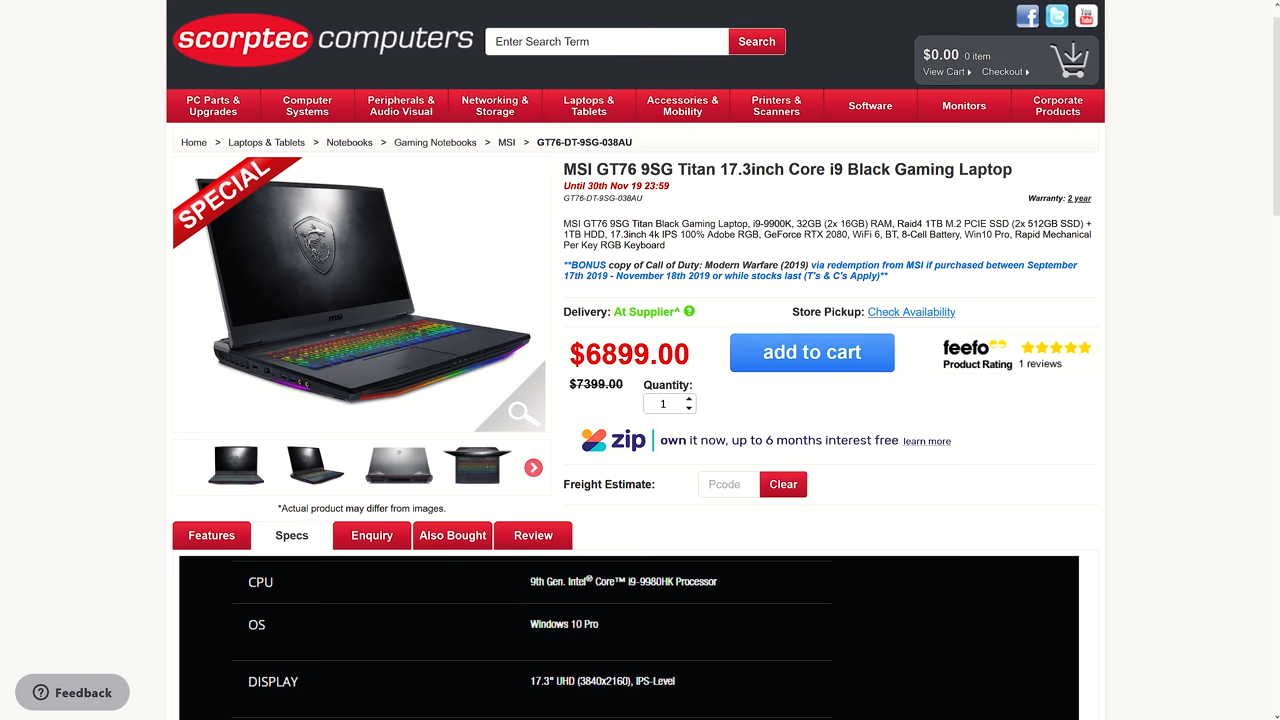 scorptec computers
Enter Search Term
Search
$0.00 0 item
View Cart
Checkout
PC Parts &
Upgrades
Computer
Systems
Peripherals &
Audio Visual
Networking &
Storage
Laptops &
Tablets
Accessories &
Mobility
Printers &
Scanners
Software
Monitors
Corporate
Products
Home > Laptops & Tablets > Notebooks > Gaming Notebooks > MSI > GT76-DT-9SG-038AU
SPECIAL
msi
MSI GT76 9SG Titan 17.3inch Core i9 Black Gaming Laptop
Until 30th Nov 19 23:59
GT76-DT-9SG-038AU
Warranty: 2 year
MSI GT76 9SG Titan Black Gaming Laptop, i9-9900K, 32GB (2x 16GB) RAM, Raid4 1TB M.2 PCIE SSD (2x 512GB SSD) +
1TB HDD, 17.3inch 4k IPS 100% Adobe RGB, GeForce RTX 2080, WiFi 6, BT, 8-Cell Battery, Win10 Pro, Rapid Mechanical
Per Key RGB Keyboard
**BONUS copy of Call of Duty: Modern Warfare (2019) via redemption from MSI if purchased between September
17th 2019 - November 18th 2019 or while stocks last (T's & C's Apply)**
Delivery: At Supplier^ ?
Store Pickup: Check Availability
$6899.00
add to cart
feefo
Product Rating 1 reviews
$7399.00
Quantity:
1
zip | own it now, up to 6 months interest free learn more
Freight Estimate:
Pcode
Clear
*Actual product may differ from images.
Features
Specs
Enquiry
Also Bought
Review
CPU 9th Gen. Intel® Core™ i9-9980HK Processor
OS Windows 10 Pro
DISPLAY 17.3" UHD (3840x2160), IPS-Level
? Feedback
f
You
Tube